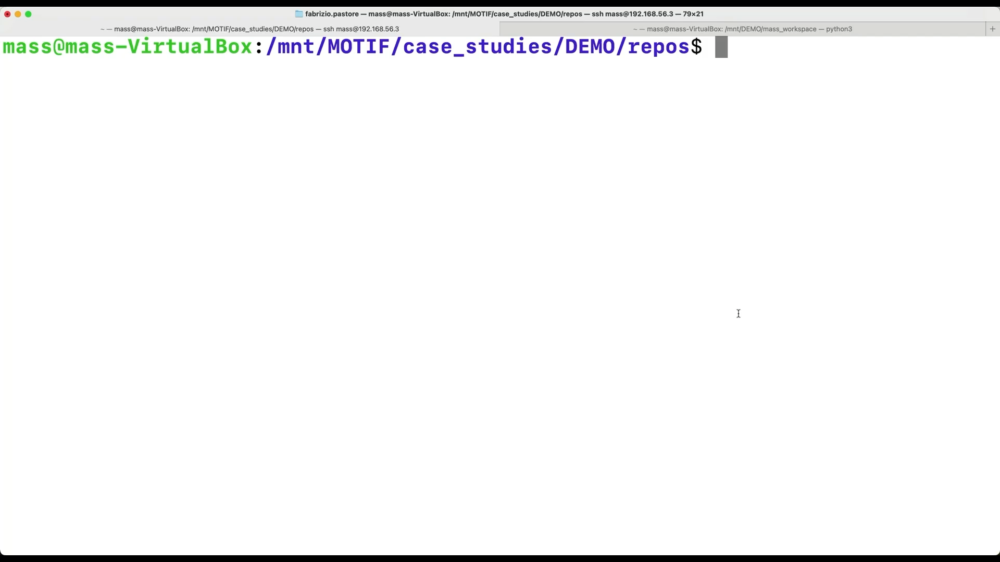 fabrizio.pastore — mass@mass-VirtualBox: /mnt/MOTIF/case_studies/DEMO/repos — ssh mass@192.168.56.3 — 79×21
~ — mass@mass-VirtualBox: /mnt/MOTIF/case_studies/DEMO/repos — ssh mass@192.168.56.3
~ — mass@mass-VirtualBox: /mnt/DEMO/mass_workspace — python3
mass@mass-VirtualBox:/mnt/MOTIF/case_studies/DEMO/repos$